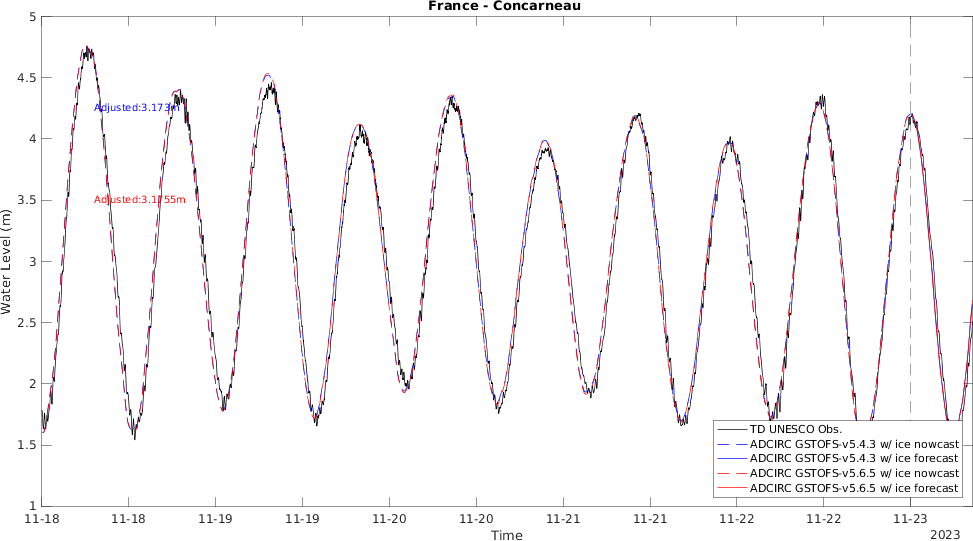 France - Concarneau
5
4.5
4
3.5
3
2.5
2
1.5
1
Water Level (m)
Adjusted:3.173m
Adjusted:3.1755m
TD UNESCO Obs.
ADCIRC GSTOFS-v5.4.3 w/ ice nowcast
ADCIRC GSTOFS-v5.4.3 w/ ice forecast
ADCIRC GSTOFS-v5.6.5 w/ ice nowcast
ADCIRC GSTOFS-v5.6.5 w/ ice forecast
11-18 11-18 11-19 11-19 11-20 11-20 11-21 11-21 11-22 11-22 11-23
Time
2023